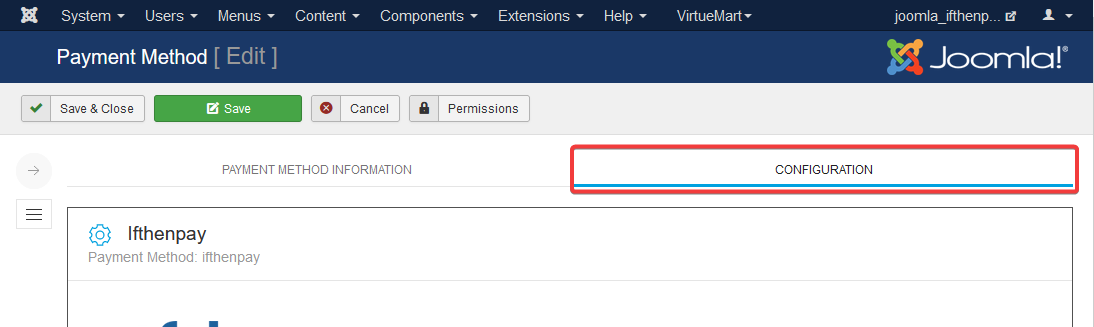 System Users Menus Content Components Extensions Help VirtueMart joomla_ifthenp...
Payment Method [ Edit ] Joomla!®
Save & Close Save Cancel Permissions
PAYMENT METHOD INFORMATION CONFIGURATION
Ifthenpay
Payment Method: ifthenpay